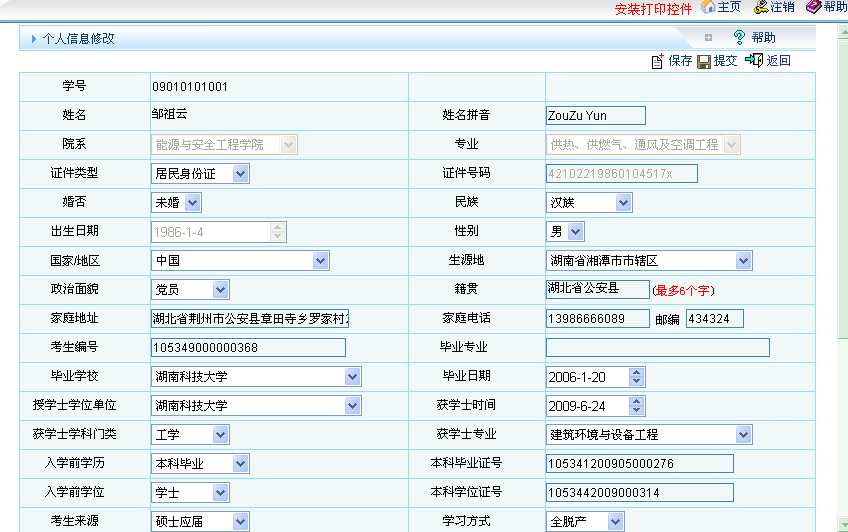 安装打印控件 主页 注销 帮助
个人信息修改 帮助
保存 提交 返回
学号 09010101001
姓名 邹祖云 姓名拼音 ZouZu Yun
院系 能源与安全工程学院 专业 供热、供燃气、通风及空调工程
证件类型 居民身份证 证件号码 42102219860104517x
婚否 未婚 民族 汉族
出生日期 1986-1-4 性别 男
国家/地区 中国 生源地 湖南省湘潭市市辖区
政治面貌 党员 籍贯 湖北省公安县 (最多6个字)
家庭地址 湖北省荆州市公安县章田寺乡罗家村 家庭电话 13986666089 邮编 434324
考生编号 105349000000368 毕业专业
毕业学校 湖南科技大学 毕业日期 2006-1-20
授学士学位单位 湖南科技大学 获学士时间 2009-6-24
获学士学科门类 工学 获学士专业 建筑环境与设备工程
入学前学历 本科毕业 本科毕业证号 105341200905000276
入学前学位 学士 本科学位证号 1053442009000314
考生来源 硕士应届 学习方式 全脱产